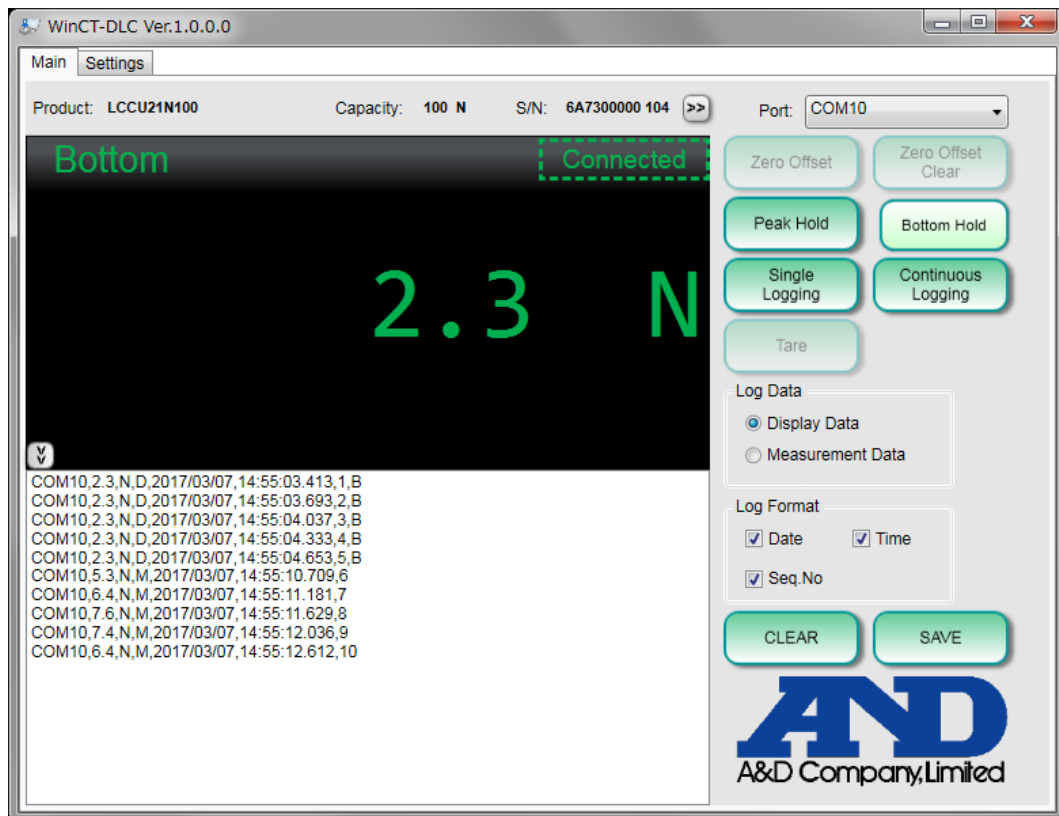 WinCT-DLC Ver.1.0.0.0
Main Settings
Product: LCCU21N100 Capacity: 100 N S/N: 6A7300000 104 >> Port: COM10
Bottom Connected
2.3 N
Zero Offset
Zero Offset
Clear
Peak Hold
Bottom Hold
Single
Logging
Continuous
Logging
Tare
Log Data
Display Data
Measurement Data
COM10,2.3,N,D,2017/03/07,14:55:03.413,1,B
COM10,2.3,N,D,2017/03/07,14:55:03.693,2,B
COM10,2.3,N,D,2017/03/07,14:55:04.037,3,B
COM10,2.3,N,D,2017/03/07,14:55:04.333,4,B
COM10,2.3,N,D,2017/03/07,14:55:04.653,5,B
COM10,5.3,N,M,2017/03/07,14:55:10.709,6
COM10,6.4,N,M,2017/03/07,14:55:11.181,7
COM10,7.6,N,M,2017/03/07,14:55:11.629,8
COM10,7.4,N,M,2017/03/07,14:55:12.036,9
COM10,6.4,N,M,2017/03/07,14:55:12.612,10
Log Format
Date Time
Seq.No
CLEAR SAVE
AND
A&D Company,Limited